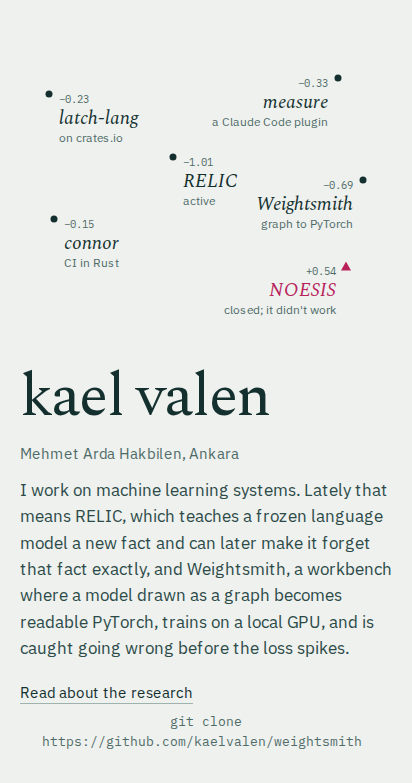 −0.33
measure
a Claude Code plugin
−0.23
latch-lang
on crates.io
−1.01
RELIC
active
−0.69
Weightsmith
graph to PyTorch
−0.15
connor
CI in Rust
+0.54
NOESIS
closed; it didn't work
kael valen
Mehmet Arda Hakbilen, Ankara
I work on machine learning systems. Lately that
means RELIC, which teaches a frozen language
model a new fact and can later make it forget
that fact exactly, and Weightsmith, a workbench
where a model drawn as a graph becomes
readable PyTorch, trains on a local GPU, and is
caught going wrong before the loss spikes.
Read about the research
git clone
https://github.com/kaelvalen/weightsmith